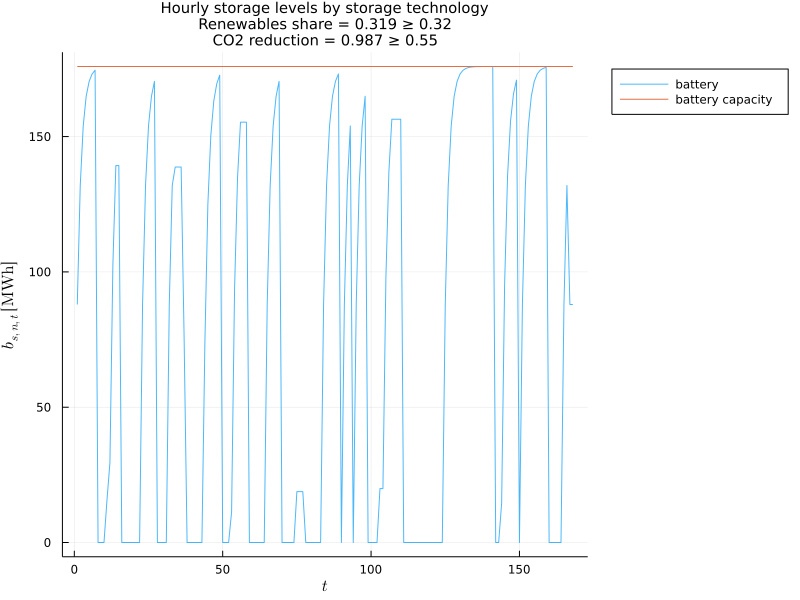 Hourly storage levels by storage technology
Renewables share = 0.319 ≥ 0.32
CO2 reduction = 0.987 ≥ 0.55
battery
battery capacity
b_{s, n, t} [MWh]
150
100
50
0
0 50 100 150
t